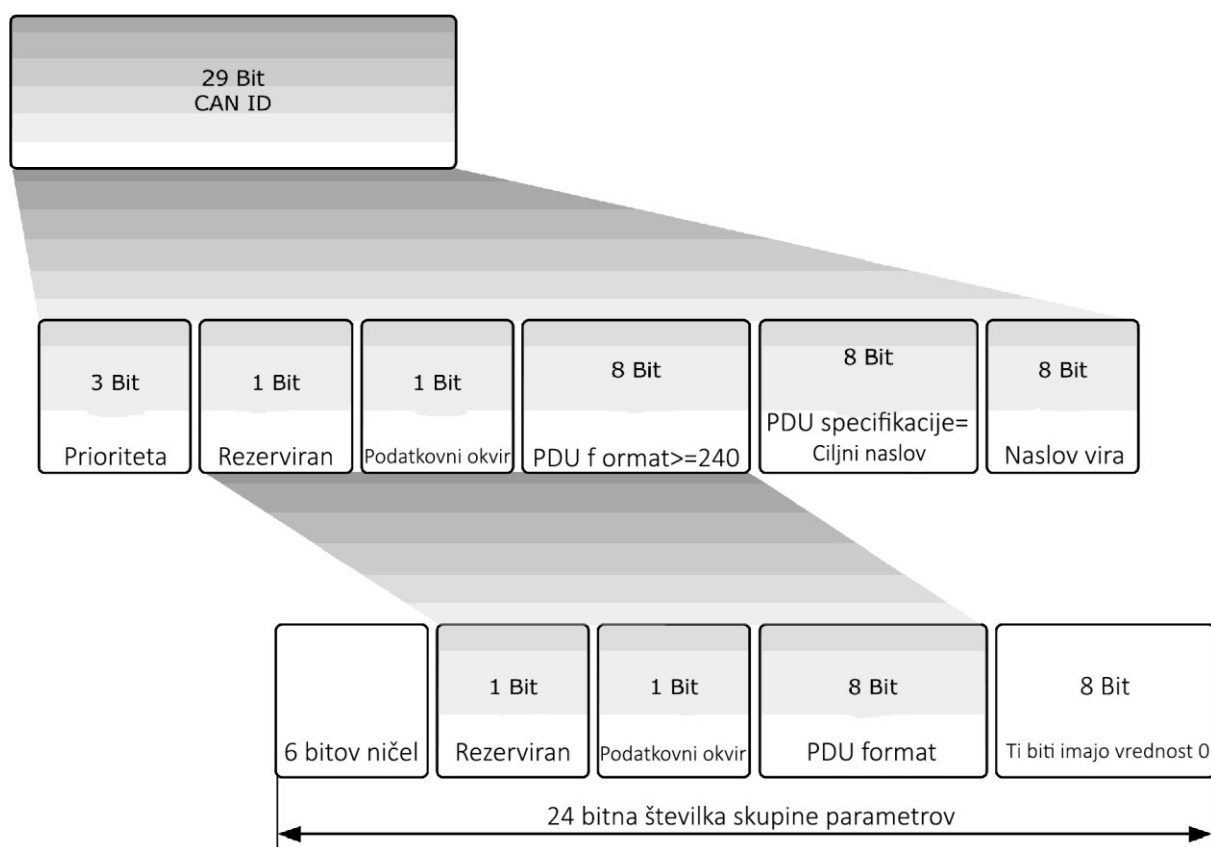 29 Bit
CAN ID
3 Bit
Prioriteta
1 Bit
Rezerviran
1 Bit
Podatkovni okvir
8 Bit
PDU f ormat>=240
8 Bit
PDU specifikacije=
Ciljni naslov
8 Bit
Naslov vira
6 bitov ničel
1 Bit
Rezerviran
1 Bit
Podatkovni okvir
8 Bit
PDU format
8 Bit
Ti biti imajo vrednost 0
24 bitna številka skupine parametrov